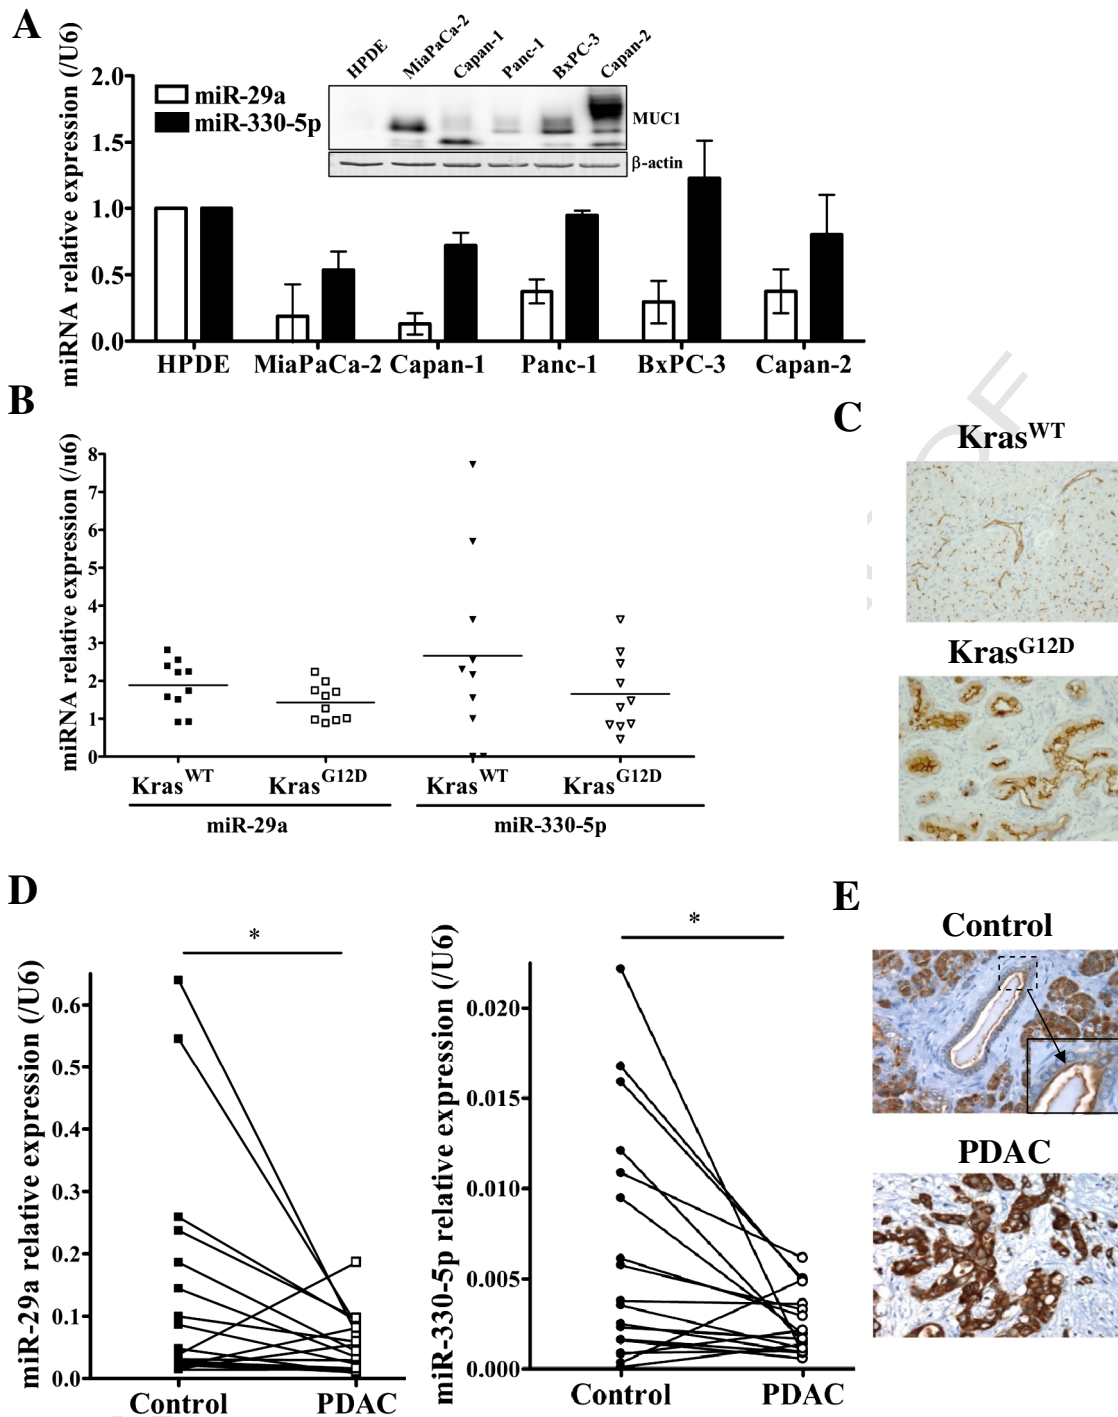 A
miRNA relative expression (/U6)
2.0
1.5
1.0
0.5
0.0
miR-29a
miR-330-5p
HPDE MiaPaCa-2 Capan-1 Panc-1 BxPC-3 Capan-2
MUC1
β-actin
HPDE MiaPaCa-2 Capan-1 Panc-1 BxPC-3 Capan-2
B
miRNA relative expression (/u6)
8
7
6
5
4
3
2
1
0
Kras^WT Kras^G12D Kras^WT Kras^G12D
miR-29a miR-330-5p
C
Kras^WT
Kras^G12D
D
miR-29a relative expression (/U6)
0.6
0.5
0.4
0.3
0.2
0.1
0.0
*
Control PDAC
miR-330-5p relative expression (/U6)
0.020
0.015
0.010
0.005
0.000
*
Control PDAC
E
Control
PDAC